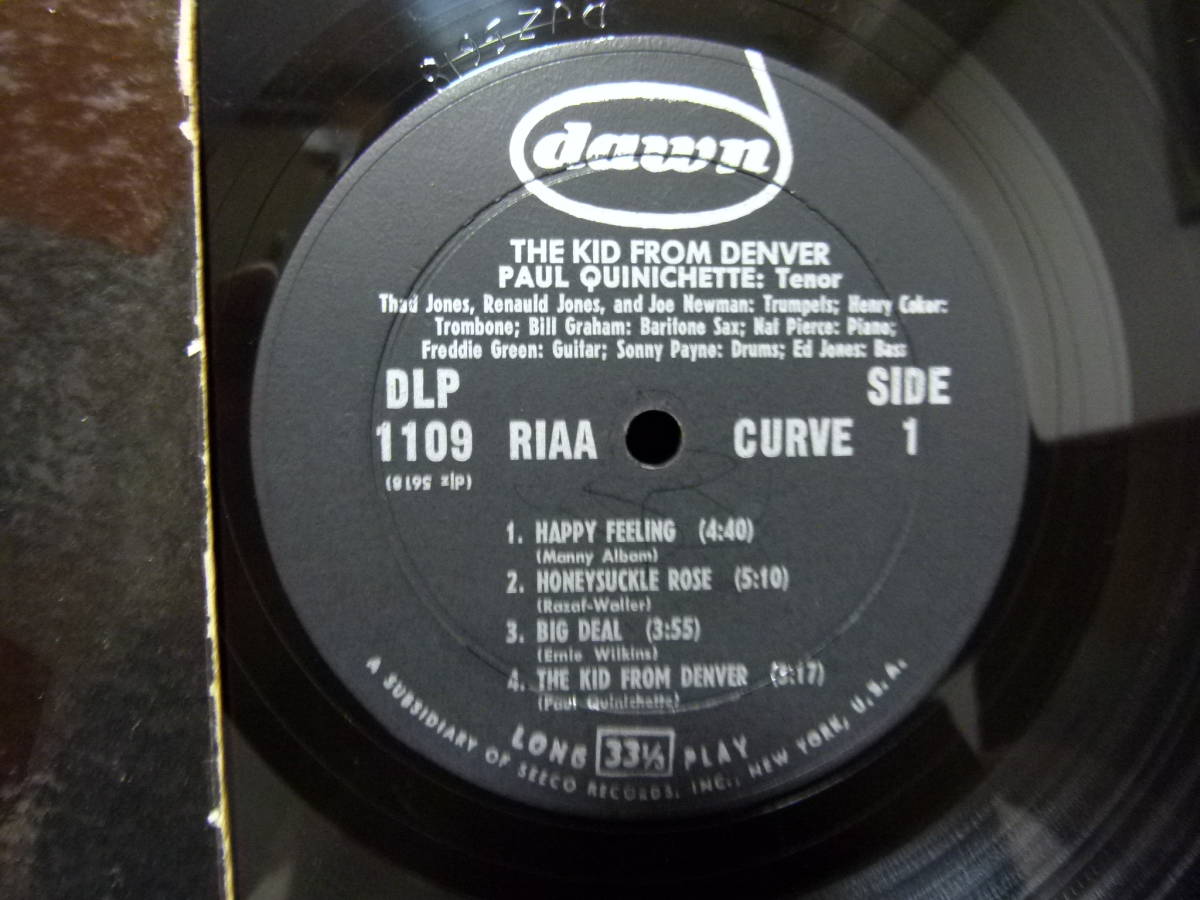 dawn
THE KID FROM DENVER
PAUL QUINICHETTE: Tenor
Thad Jones, Renauld Jones, and Joe Newman: Trumpets; Henry Coker:
Trombone; Bill Graham: Baritone Sax; Nat Pierce: Piano;
Freddie Green: Guitar; Sonny Payne: Drums; Ed Jones: Bass
DLP SIDE
1109 RIAA CURVE 1
(dlz 5618)
1. HAPPY FEELING (4:40)
(Manny Albam)
2. HONEYSUCKLE ROSE (5:10)
(Razaf-Waller)
3. BIG DEAL (3:55)
(Ernie Wilkins)
4. THE KID FROM DENVER
(Paul Quinichette)
LONG 33⅓ PLAY
A SUBSIDIARY OF SEECO RECORDS, INC., NEW YORK, U.S.A.